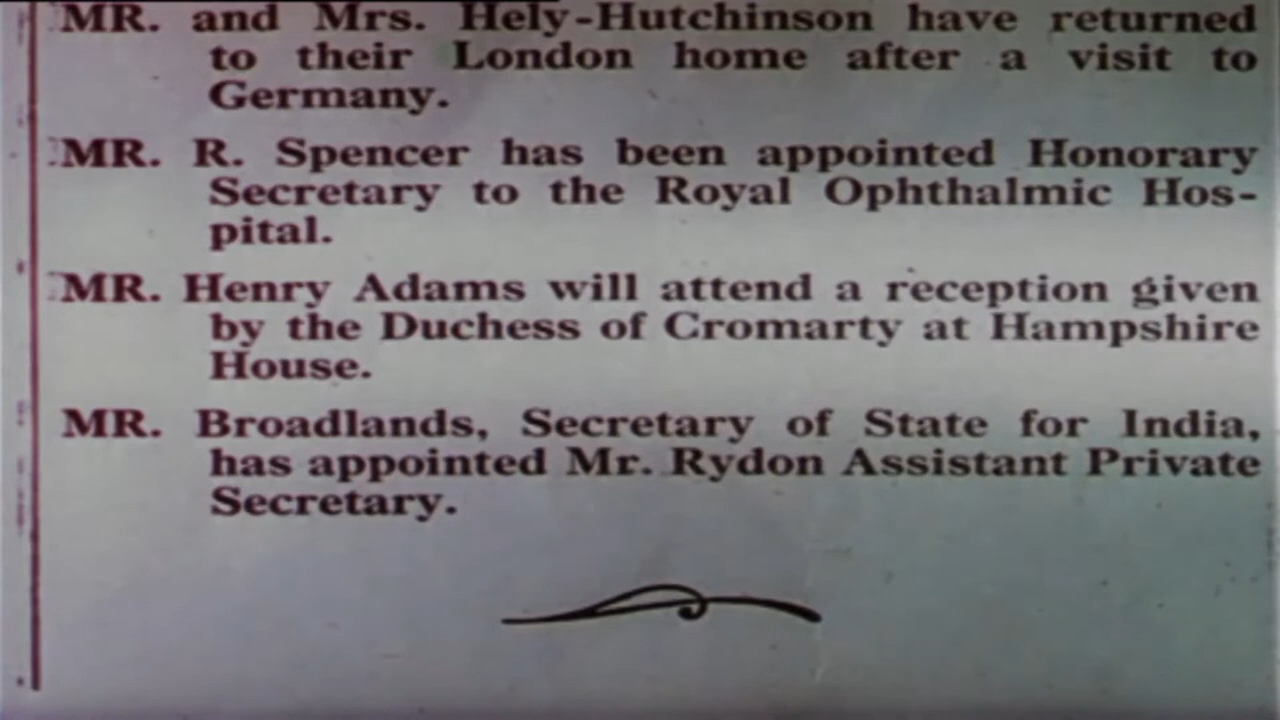 MR. and Mrs. Hely-Hutchinson have returned
to their London home after a visit to
Germany.
MR. R. Spencer has been appointed Honorary
Secretary to the Royal Ophthalmic Hos-
pital.
MR. Henry Adams will attend a reception given
by the Duchess of Cromarty at Hampshire
House.
MR. Broadlands, Secretary of State for India,
has appointed Mr. Rydon Assistant Private
Secretary.